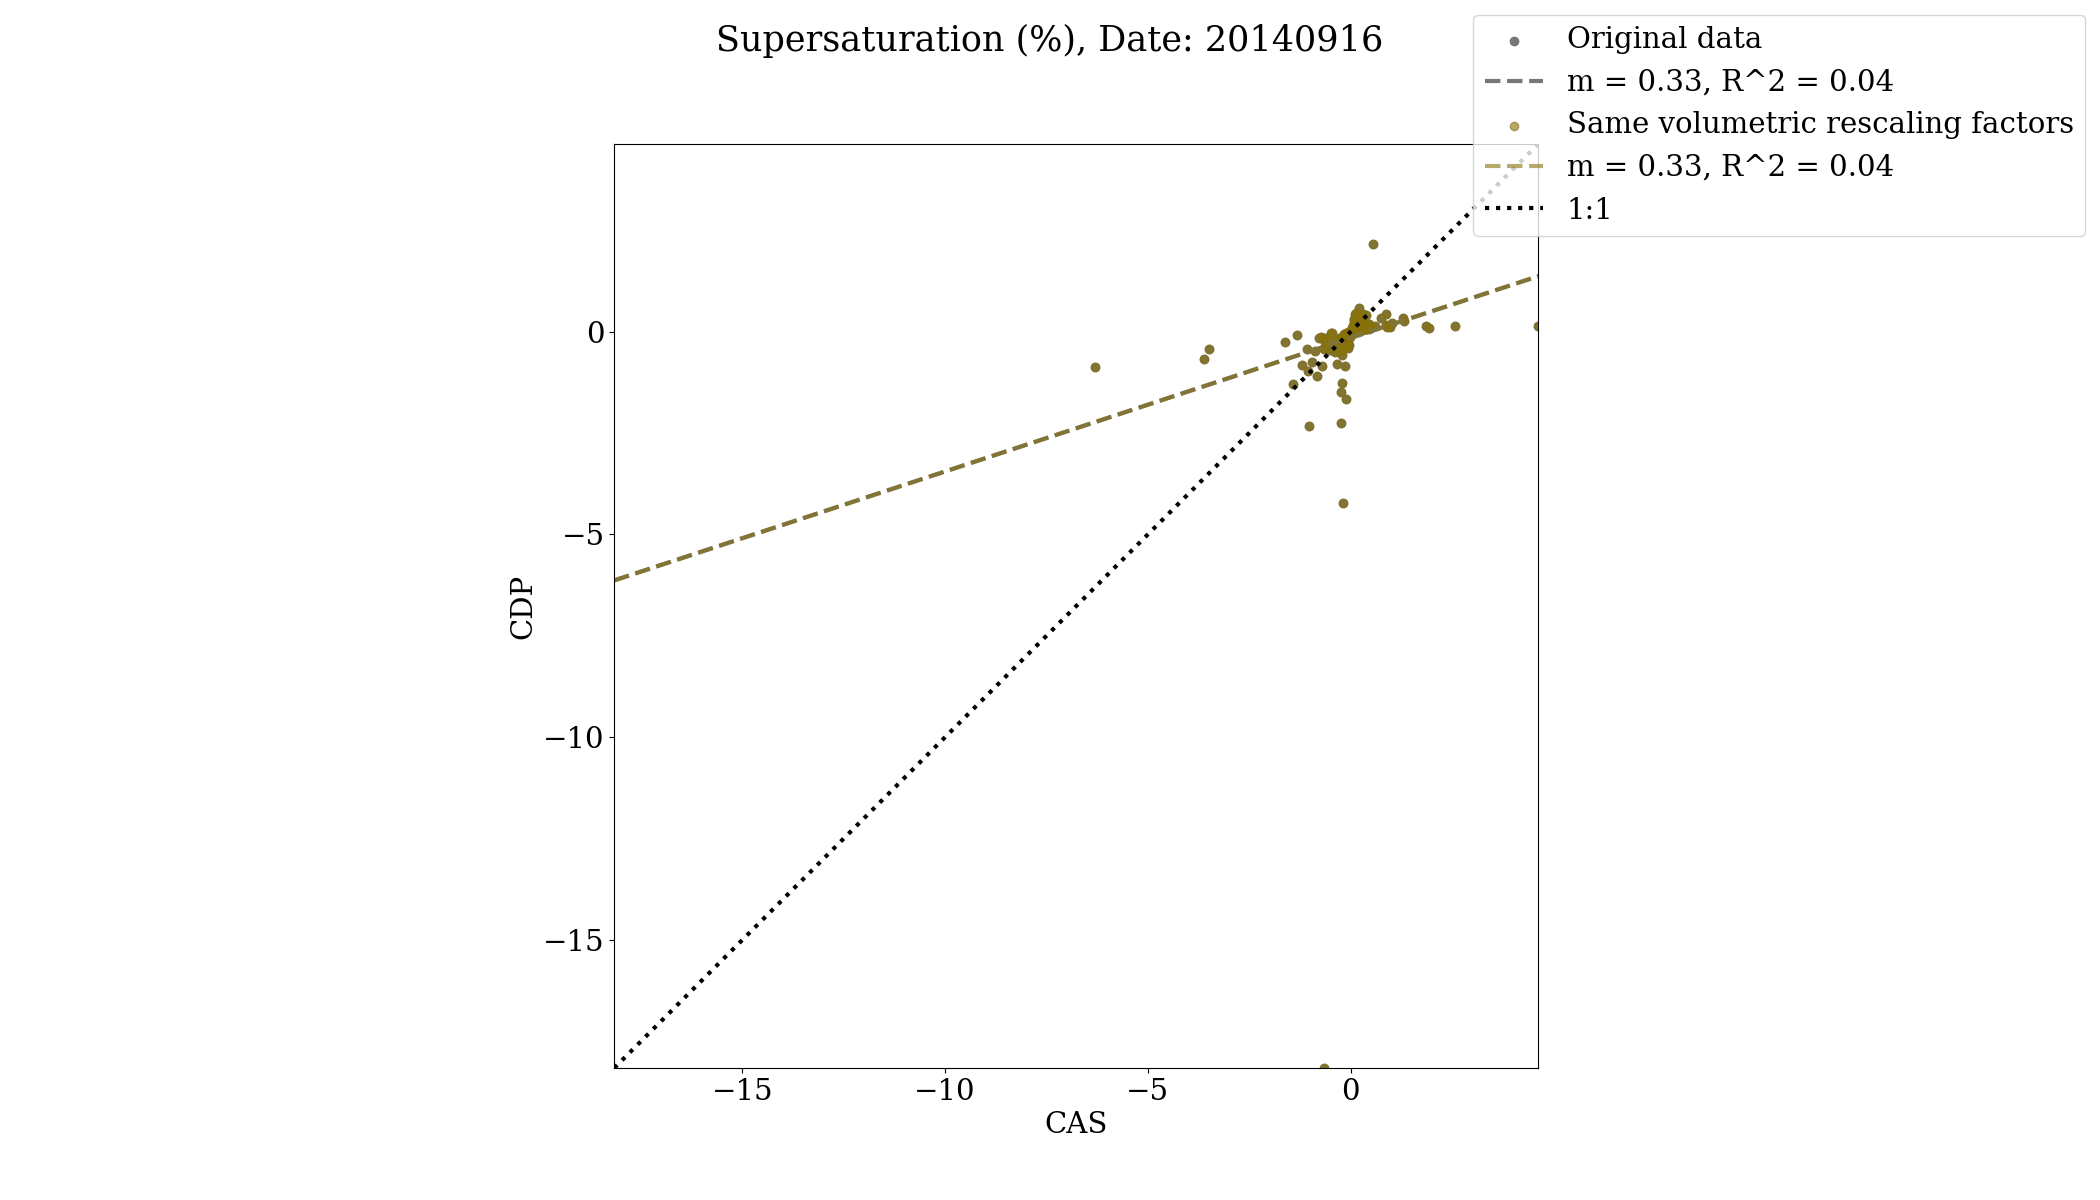 Supersaturation (%), Date: 20140916
Original data
m = 0.33, R^2 = 0.04
Same volumetric rescaling factors
m = 0.33, R^2 = 0.04
1:1
0
−5
−10
−15
CDP
−15
−10
−5
0
CAS